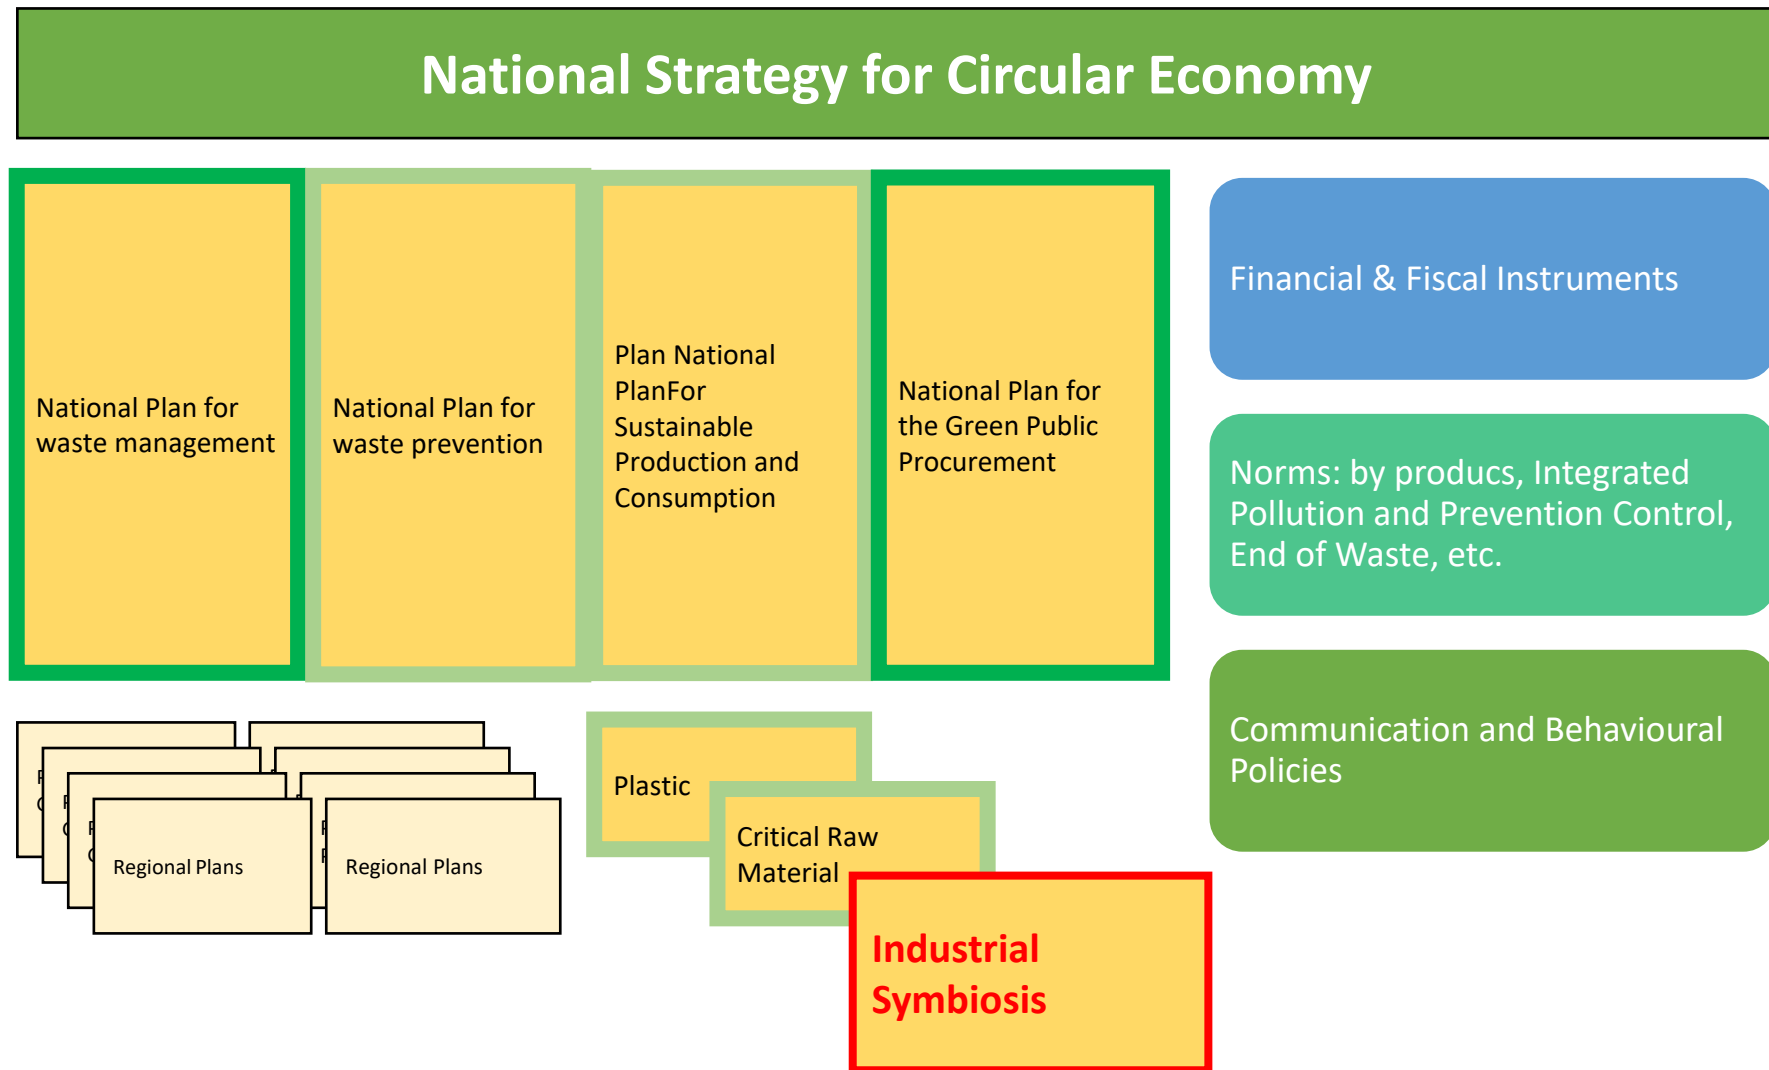 National Strategy for Circular Economy
National Plan for
waste management
National Plan for
waste prevention
Plan National
PlanFor
Sustainable
Production and
Consumption
National Plan for
the Green Public
Procurement
Financial & Fiscal Instruments
Norms: by producs, Integrated
Pollution and Prevention Control,
End of Waste, etc.
Communication and Behavioural
Policies
Regional Plans
Regional Plans
Plastic
Critical Raw
Material
Industrial
Symbiosis